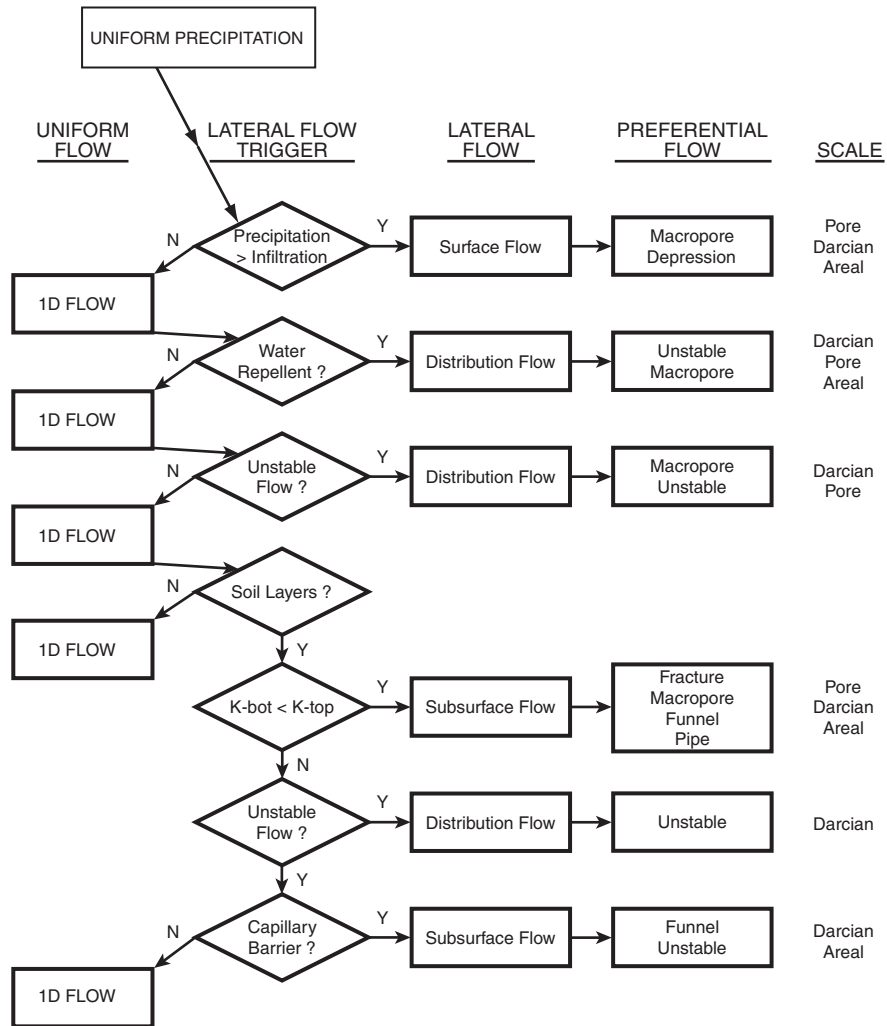 UNIFORM PRECIPITATION
UNIFORM
FLOW
LATERAL FLOW
TRIGGER
LATERAL
FLOW
PREFERENTIAL
FLOW
SCALE
N
Precipitation
> Infiltration
Y
Surface Flow
Macropore
Depression
Pore
Darcian
Areal
1D FLOW
N
Water
Repellent ?
Y
Distribution Flow
Unstable
Macropore
Darcian
Pore
Areal
1D FLOW
N
Unstable
Flow ?
Y
Distribution Flow
Macropore
Unstable
Darcian
Pore
1D FLOW
N
Soil Layers ?
1D FLOW
Y
K-bot < K-top
Y
Subsurface Flow
Fracture
Macropore
Funnel
Pipe
Pore
Darcian
Areal
N
Unstable
Flow ?
Y
Distribution Flow
Unstable
Darcian
Y
N
Capillary
Barrier ?
Y
Subsurface Flow
Funnel
Unstable
Darcian
Areal
1D FLOW